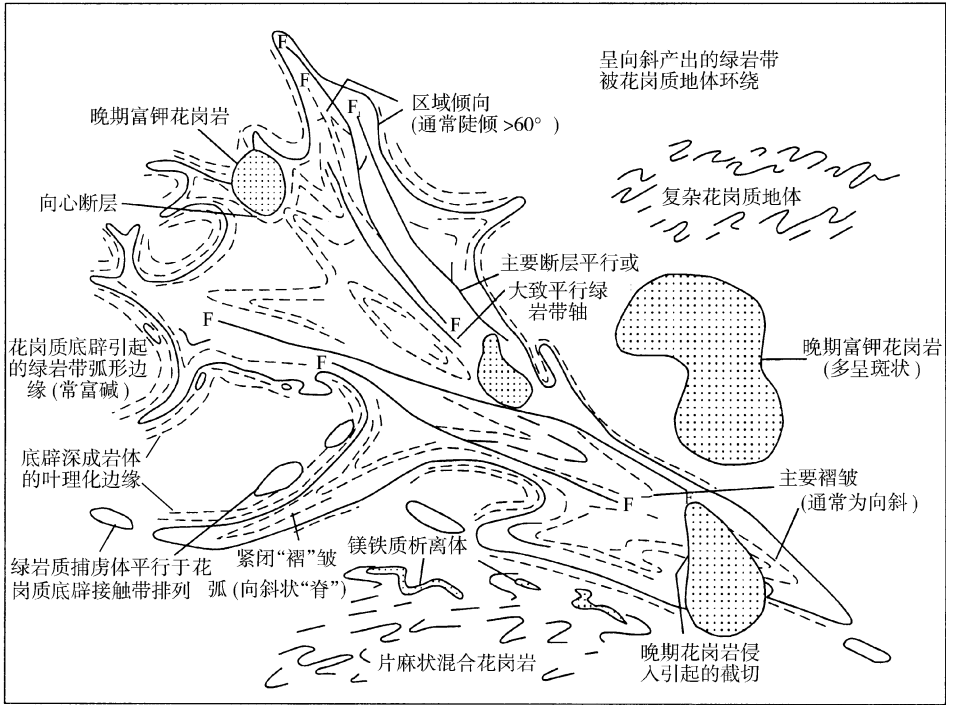 F
F
F
呈向斜产出的绿岩带
被花岗质地体环绕
区域倾向
(通常陡倾>60°)
晚期富钾花岗岩
向心断层
复杂花岗质地体
主要断层平行或
大致平行绿
岩带轴
F
F
F
花岗质底辟引起
的绿岩带弧形边
缘(常富碱)
晚期富钾花岗岩
(多呈斑状)
底辟深成岩体
的叶理化边缘
主要褶皱
(通常为向斜)
F
F
绿岩质捕虏体平行于花
岗质底辟接触带排列
紧闭“褶”皱
弧(向斜状“脊”)
镁铁质析离体
片麻状混合花岗岩
晚期花岗岩侵
入引起的截切